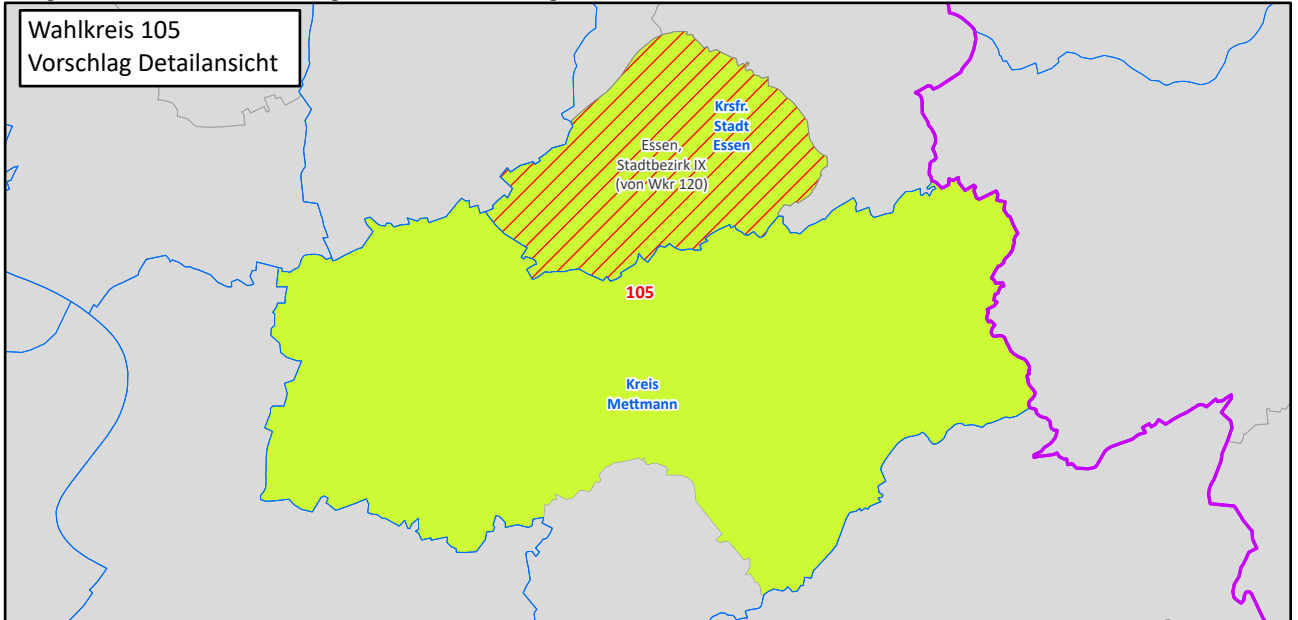 Wahlkreis 105
Vorschlag Detailansicht
Krsfr.
Stadt
Essen
Essen,
Stadtbezirk IX
(von Wkr 120)
105
Kreis
Mettmann